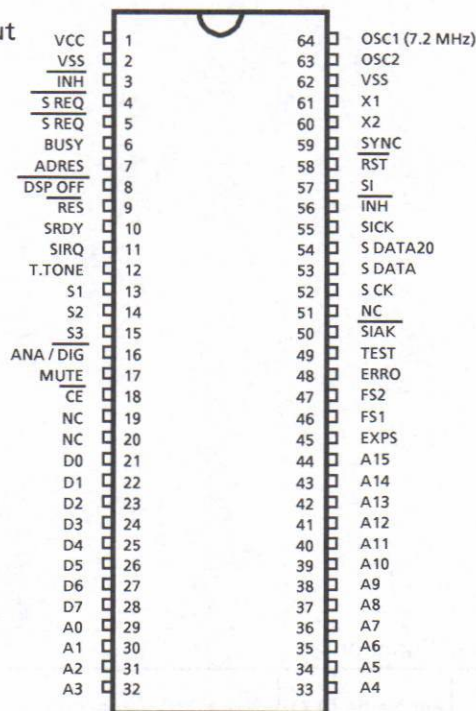 ut
VCC 1 64 OSC1 (7.2 MHz)
VSS 2 63 OSC2
INH 3 62 VSS
S REQ 4 61 X1
S REQ 5 60 X2
BUSY 6 59 SYNC
ADRES 7 58 RST
DSP OFF 8 57 SI
RES 9 56 INH
SRDY 10 55 SICK
SIRQ 11 54 S DATA20
T.TONE 12 53 S DATA
S1 13 52 S CK
S2 14 51 NC
S3 15 50 SIAK
ANA / DIG 16 49 TEST
MUTE 17 48 ERRO
CE 18 47 FS2
NC 19 46 FS1
NC 20 45 EXPS
D0 21 44 A15
D1 22 43 A14
D2 23 42 A13
D3 24 41 A12
D4 25 40 A11
D5 26 39 A10
D6 27 38 A9
D7 28 37 A8
A0 29 36 A7
A1 30 35 A6
A2 31 34 A5
A3 32 33 A4